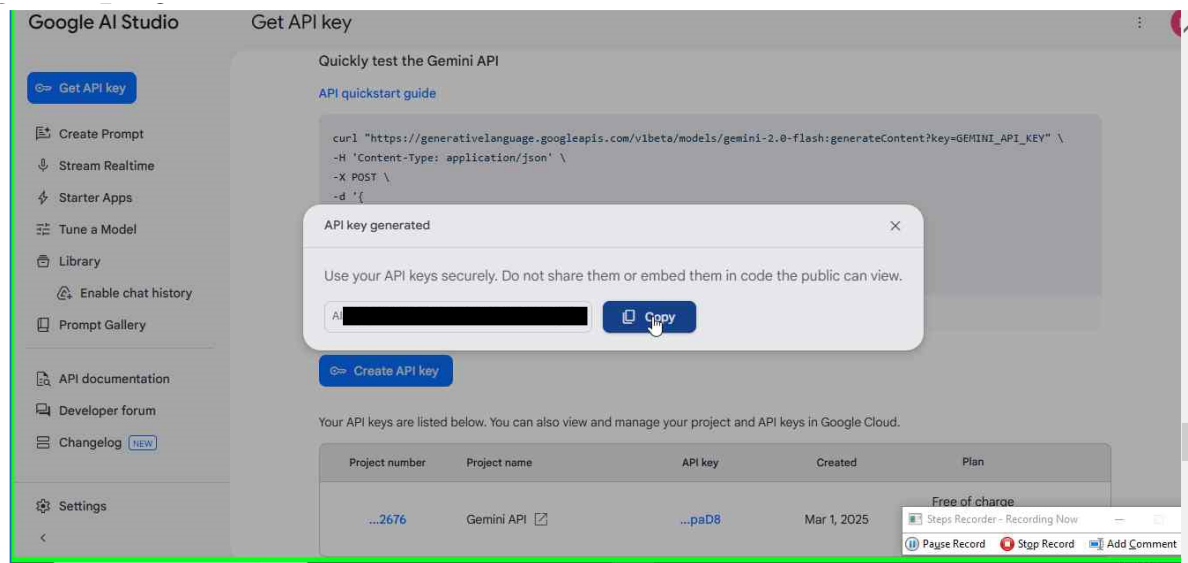 Google AI Studio
Get API key
Get API key
Create Prompt
Stream Realtime
Starter Apps
Tune a Model
Library
Enable chat history
Prompt Gallery
API documentation
Developer forum
Changelog NEW
Settings
Quickly test the Gemini API
API quickstart guide
curl "https://generativelanguage.googleapis.com/v1beta/models/gemini-2.0-flash:generateContent?key=GEMINI_API_KEY" \
-H 'Content-Type: application/json' \
-X POST \
-d '{
API key generated
Use your API keys securely. Do not share them or embed them in code the public can view.
AI
Copy
Create API key
Your API keys are listed below. You can also view and manage your project and API keys in Google Cloud.
Project number Project name API key Created Plan
Free of charge
...2676 Gemini API ...paD8 Mar 1, 2025
Steps Recorder - Recording Now
Pause Record Stop Record Add Comment